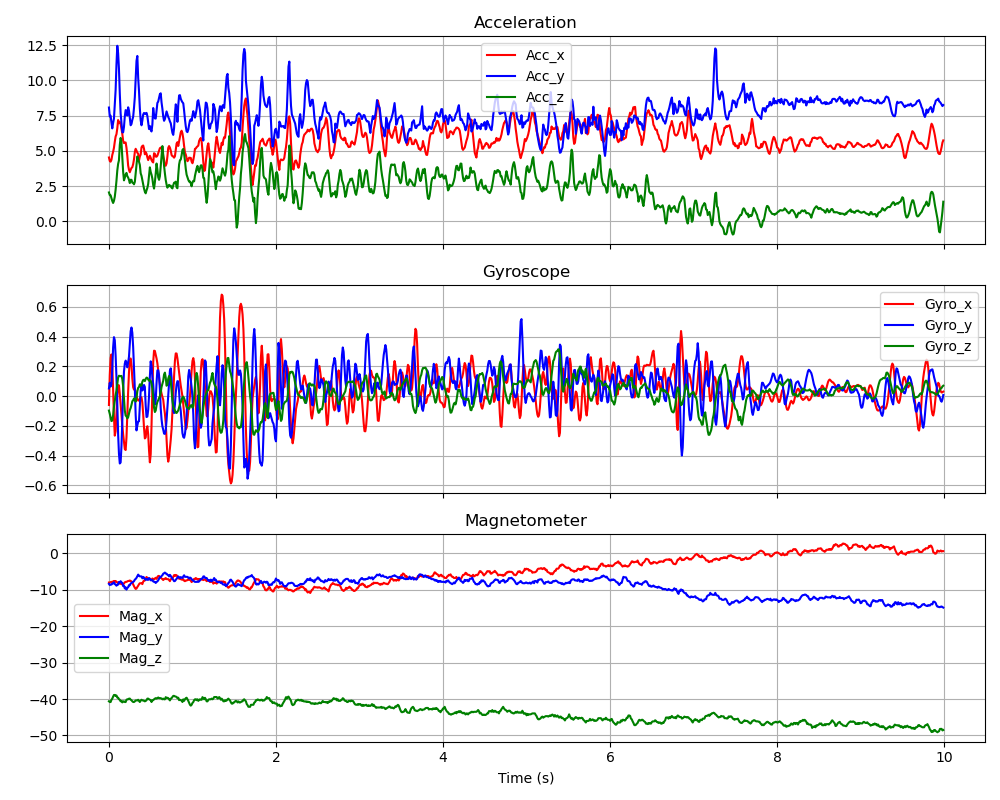 Acceleration
12.5
10.0
7.5
5.0
2.5
0.0
Acc_x
Acc_y
Acc_z
Gyroscope
0.6
0.4
0.2
0.0
−0.2
−0.4
−0.6
Gyro_x
Gyro_y
Gyro_z
Magnetometer
0
−10
−20
−30
−40
−50
Mag_x
Mag_y
Mag_z
0 2 4 6 8 10
Time (s)